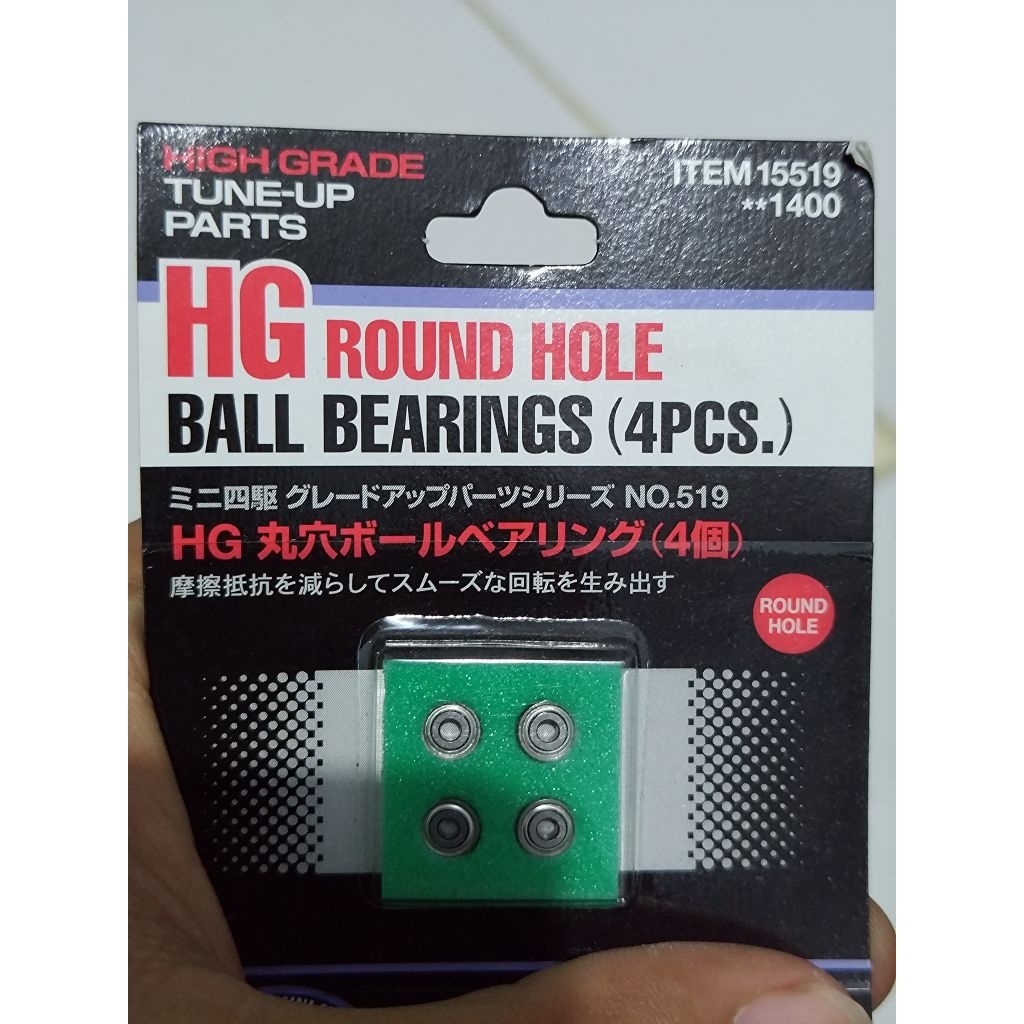 HIGH GRADE
TUNE-UP
PARTS
ITEM 15519
**1400
HG ROUND HOLE
BALL BEARINGS (4PCS.)
ミニ四駆 グレードアップパーツシリーズ NO.519
HG 丸穴ボールベアリング(4個)
摩擦抵抗を減らしてスムーズな回転を生み出す
ROUND
HOLE